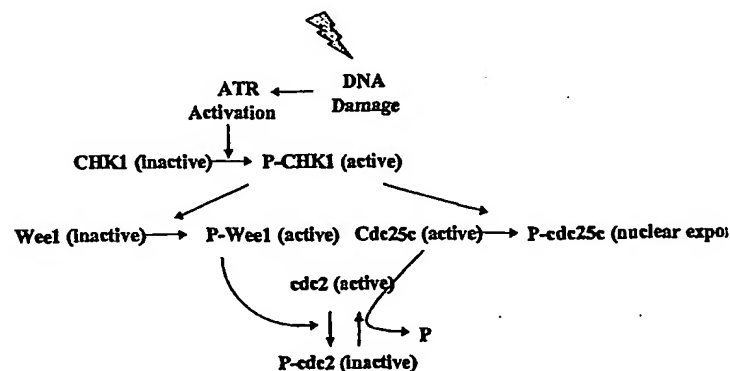 DNA
Damage
ATR
Activation
CHK1 (inactive)
P-CHK1 (active)
Wee1 (inactive)
P-Wee1 (active)
Cdc25c (active)
P-cdc25c (nuclear expo
cdc2 (active)
P
P-cdc2 (inactive)